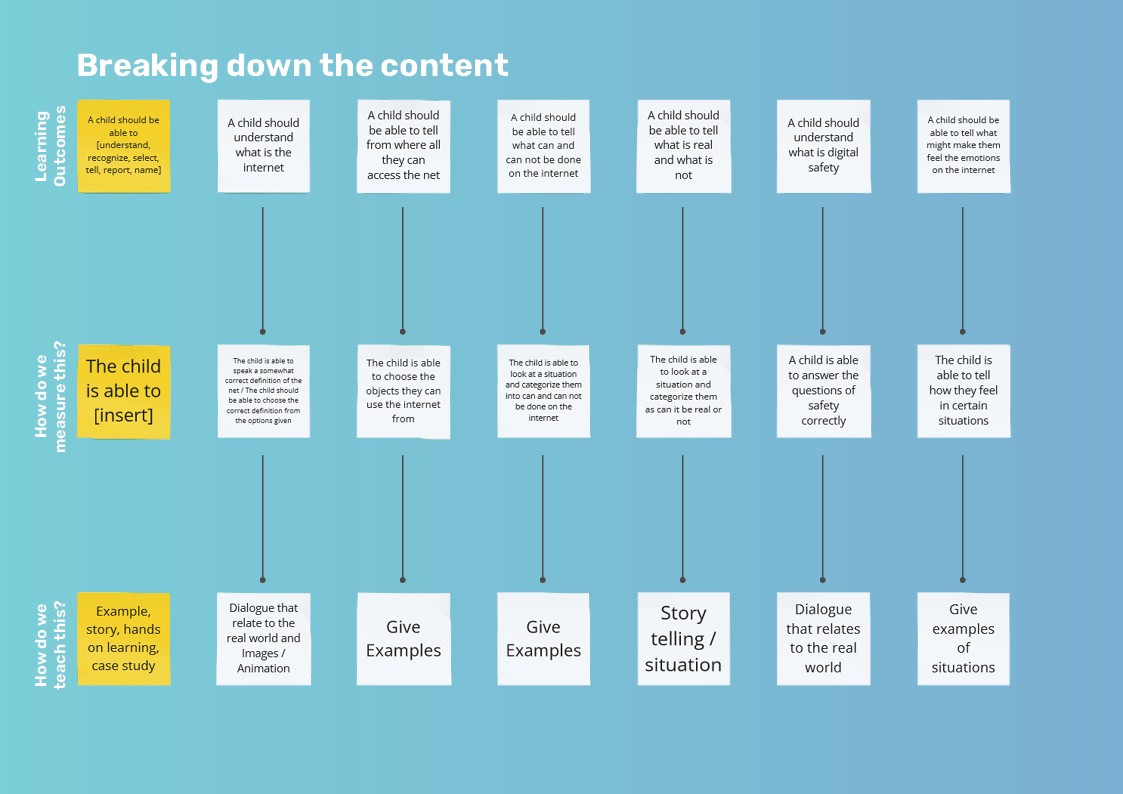 Breaking down the content
Learning
Outcomes
A child should be
able to
[understand,
recognize, select,
tell, report, name]
A child should
understand
what is the
internet
A child should
be able to tell
from where all
they can
access the net
A child should
be able to tell
what can and
can not be done
on the internet
A child should
be able to tell
what is real
and what is
not
A child should
understand
what is digital
safety
A child should be
able to tell what
might make them
feel the emotions
on the internet
How do we
measure this?
The child
is able to
[insert]
The child is able to
speak a somewhat
correct definition of the
net / The child should
be able to choose the
correct definition from
the options given
The child is able
to choose the
objects they can
use the internet
from
The child is able to
look at a situation
and categorize them
into can and can not
be done on the
internet
The child is able
to look at a
situation and
categorize them
as can it be real or
not
A child is able
to answer the
questions of
safety
correctly
The child is
able to tell
how they feel
in certain
situations
How do we
teach this?
Example,
story, hands
on learning,
case study
Dialogue that
relate to the
real world and
Images /
Animation
Give
Examples
Give
Examples
Story
telling /
situation
Dialogue
that relates
to the real
world
Give
examples
of
situations